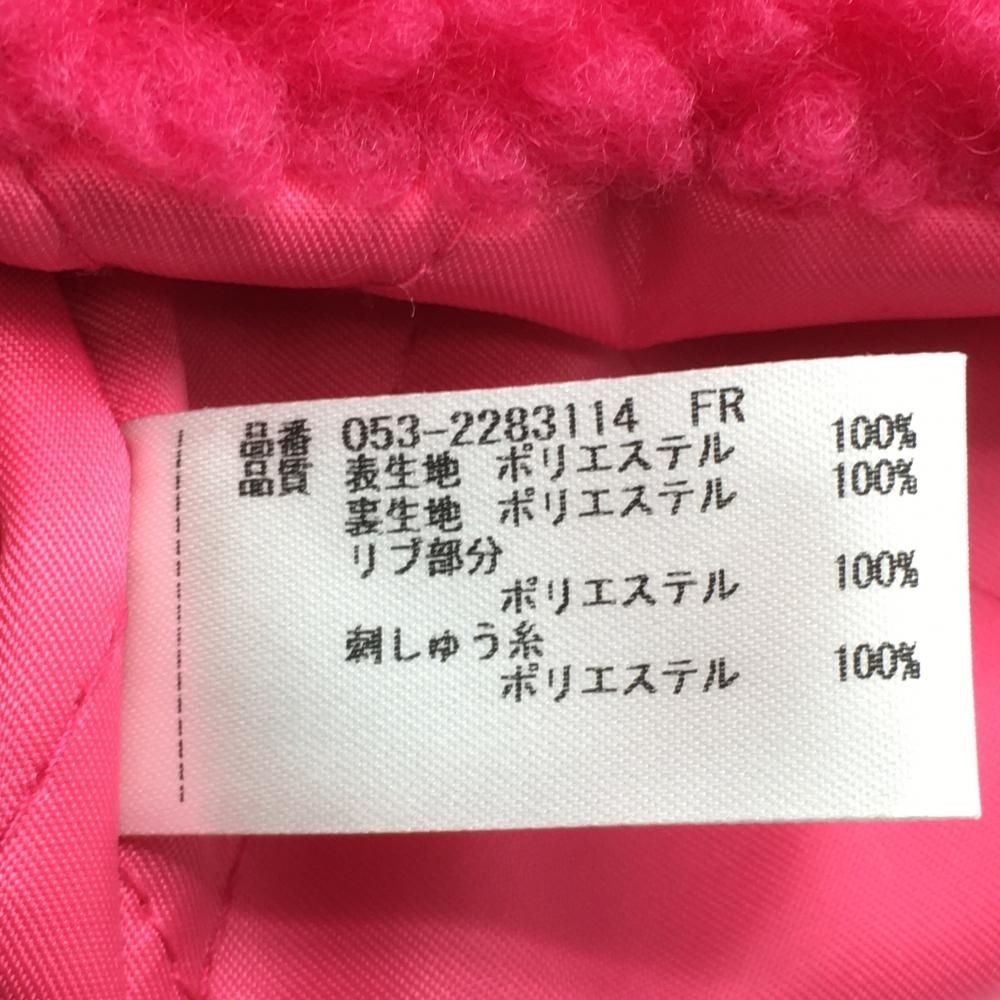 品番 053-2283114 FR
品質 表生地 ポリエステル 100%
裏生地 ポリエステル 100%
リブ部分
ポリエステル 100%
刺しゅう糸
ポリエステル 100%